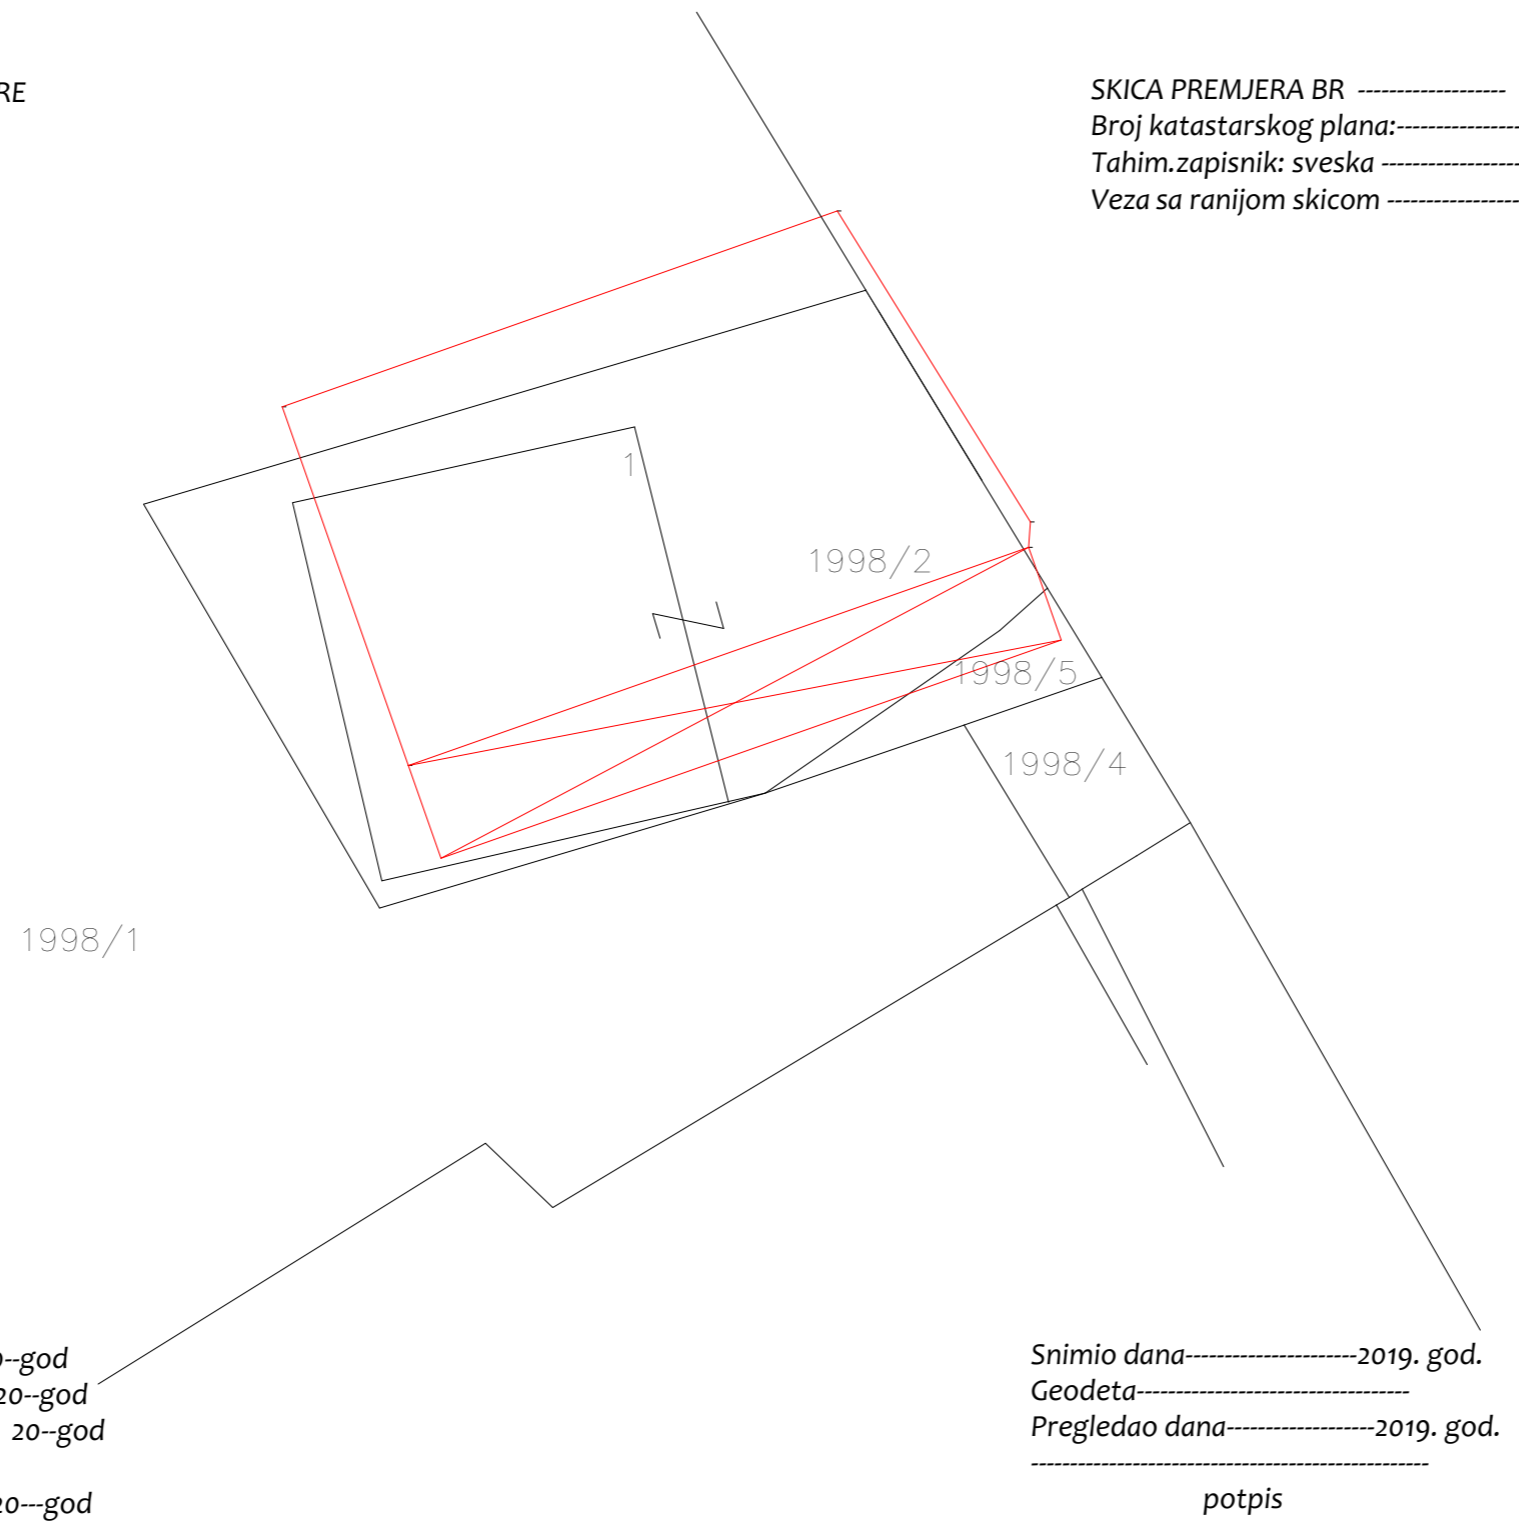 RE
SKICA PREMJERA BR -------------------
Broj katastarskog plana:----------------
Tahim.zapisnik: sveska ------------------
Veza sa ranijom skicom -----------------
1
1998/2
1998/5
1998/4
1998/1
--god
20--god
20--god
20---god
Snimio dana----------------------2019. god.
Geodeta-----------------------------------
Pregledao dana-------------------2019. god.
---------------------------------------------------
potpis